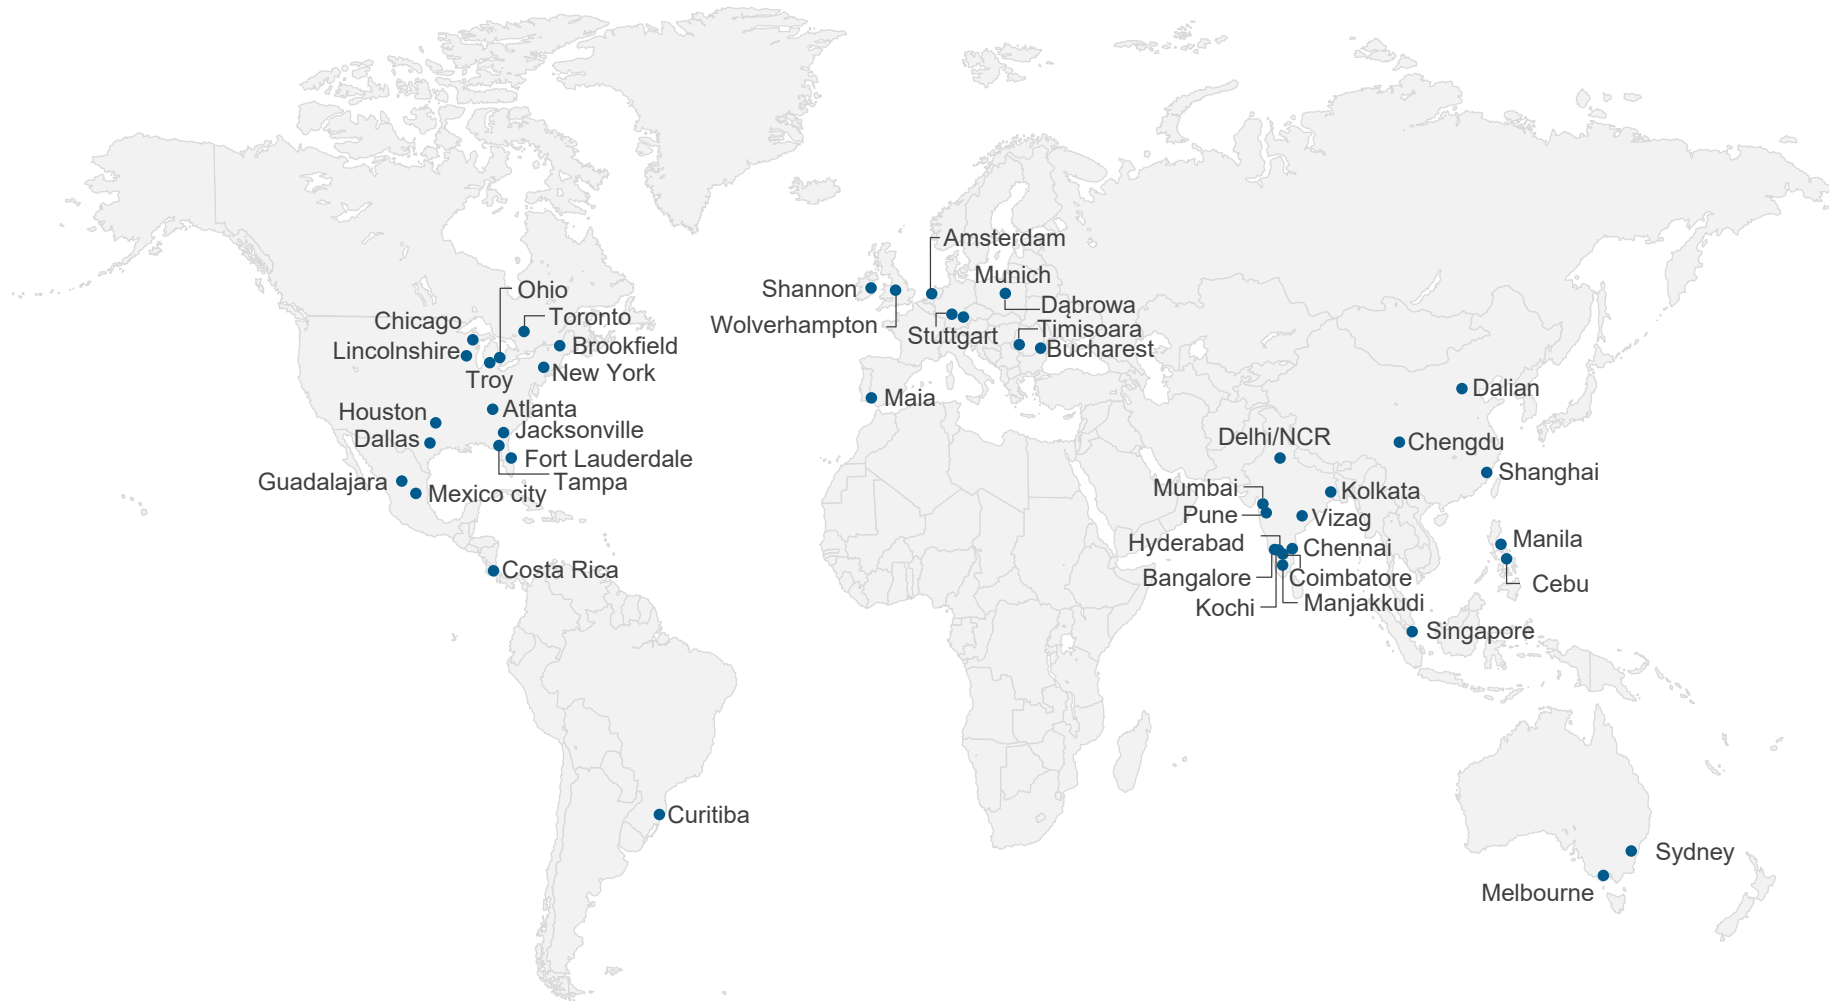 Amsterdam
Munich
Shannon
Ohio
Dąbrowa
Toronto
Chicago
Wolverhampton
Timisoara
Stuttgart
Brookfield
Bucharest
Lincolnshire
New York
Troy
Dalian
Maia
Atlanta
Houston
Jacksonville
Dallas
Delhi/NCR
Chengdu
Fort Lauderdale
Shanghai
Guadalajara
Tampa
Mexico city
Mumbai
Kolkata
Pune
Vizag
Manila
Hyderabad
Chennai
Costa Rica
Bangalore
Coimbatore
Cebu
Kochi
Manjakkudi
Singapore
Curitiba
Sydney
Melbourne